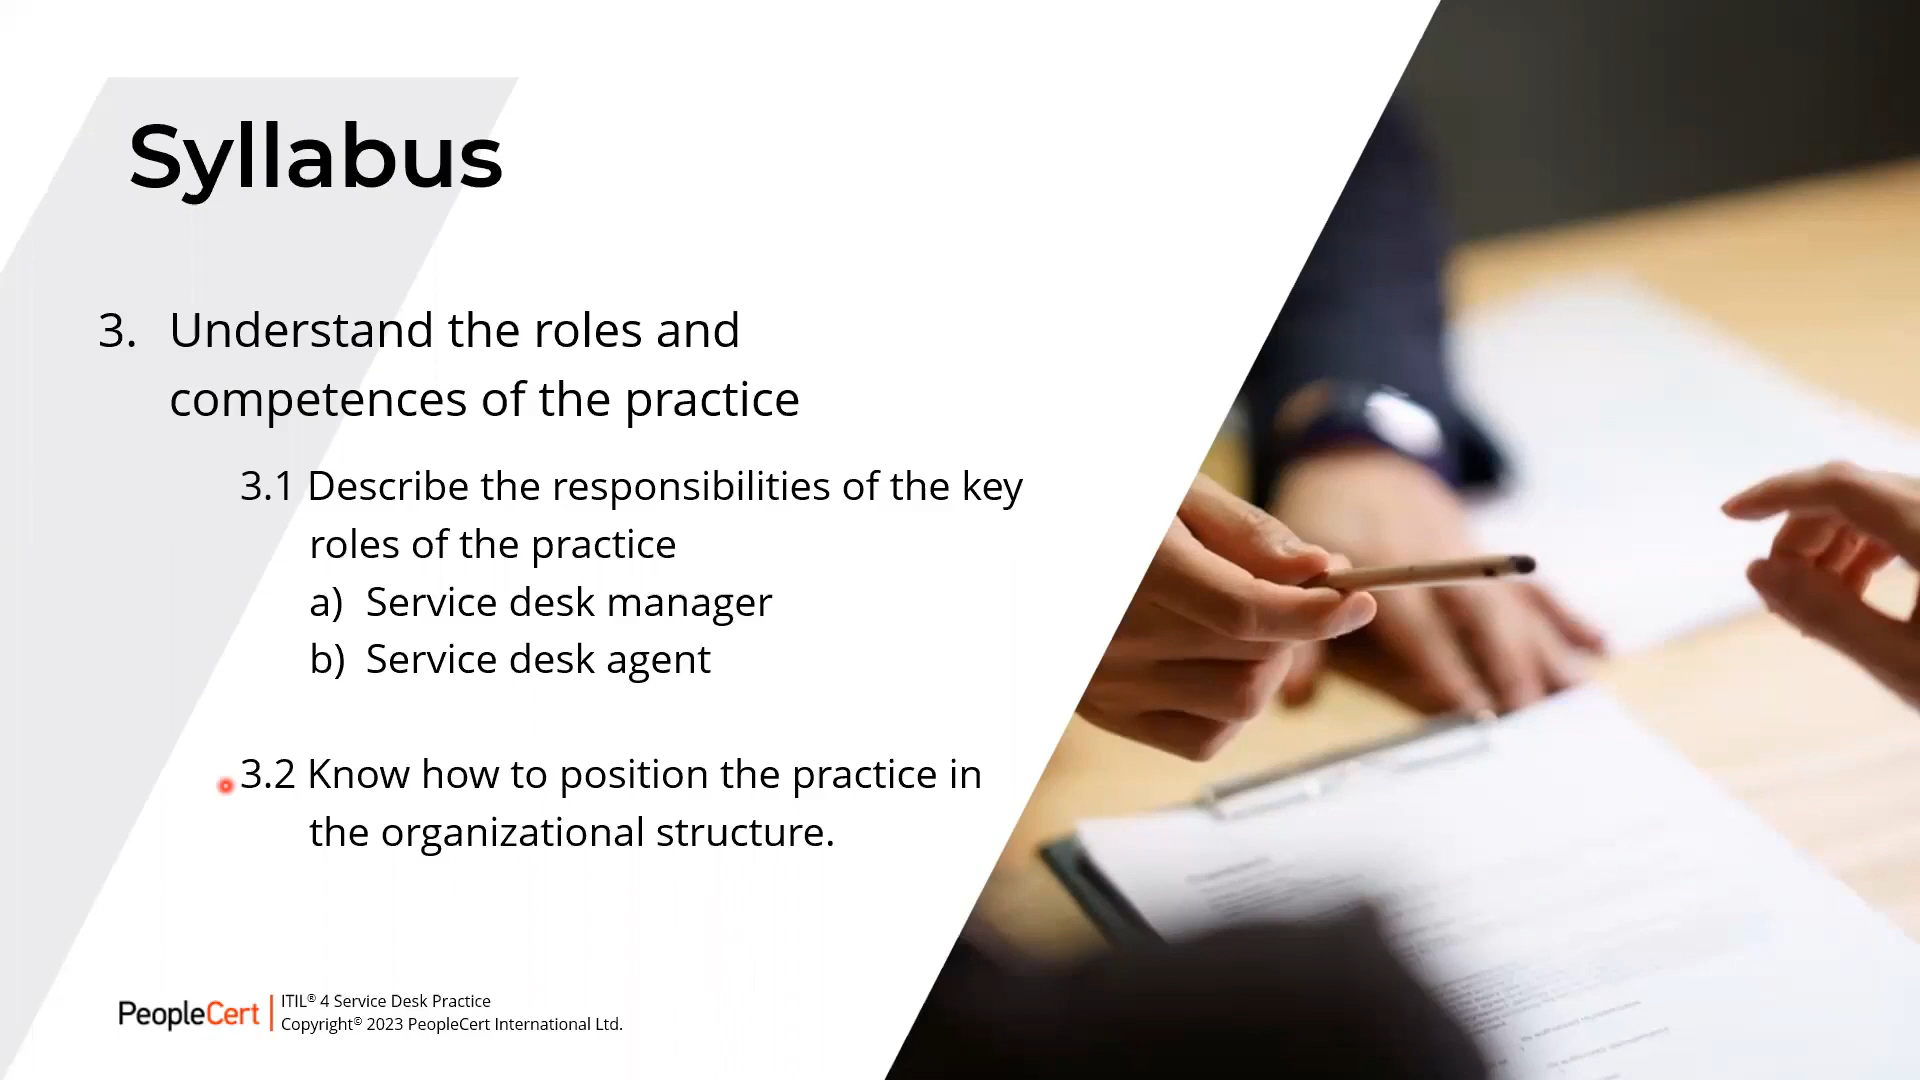 Syllabus
3. Understand the roles and
competences of the practice
3.1 Describe the responsibilities of the key
roles of the practice
a) Service desk manager
b) Service desk agent
3.2 Know how to position the practice in
the organizational structure.
PeopleCert
ITIL® 4 Service Desk Practice
Copyright© 2023 PeopleCert International Ltd.